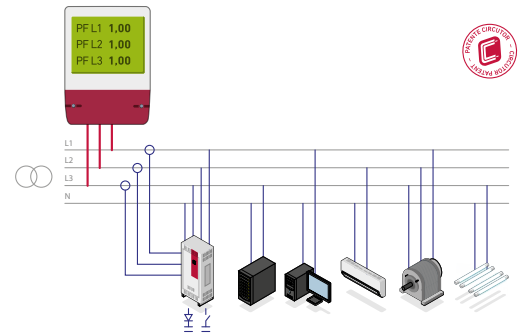 PF L1 1,00
PF L2 1,00
PF L3 1,00
PATENTE CIRCUTOR - CIRCUTOR PATENT -
L1
L2
L3
N